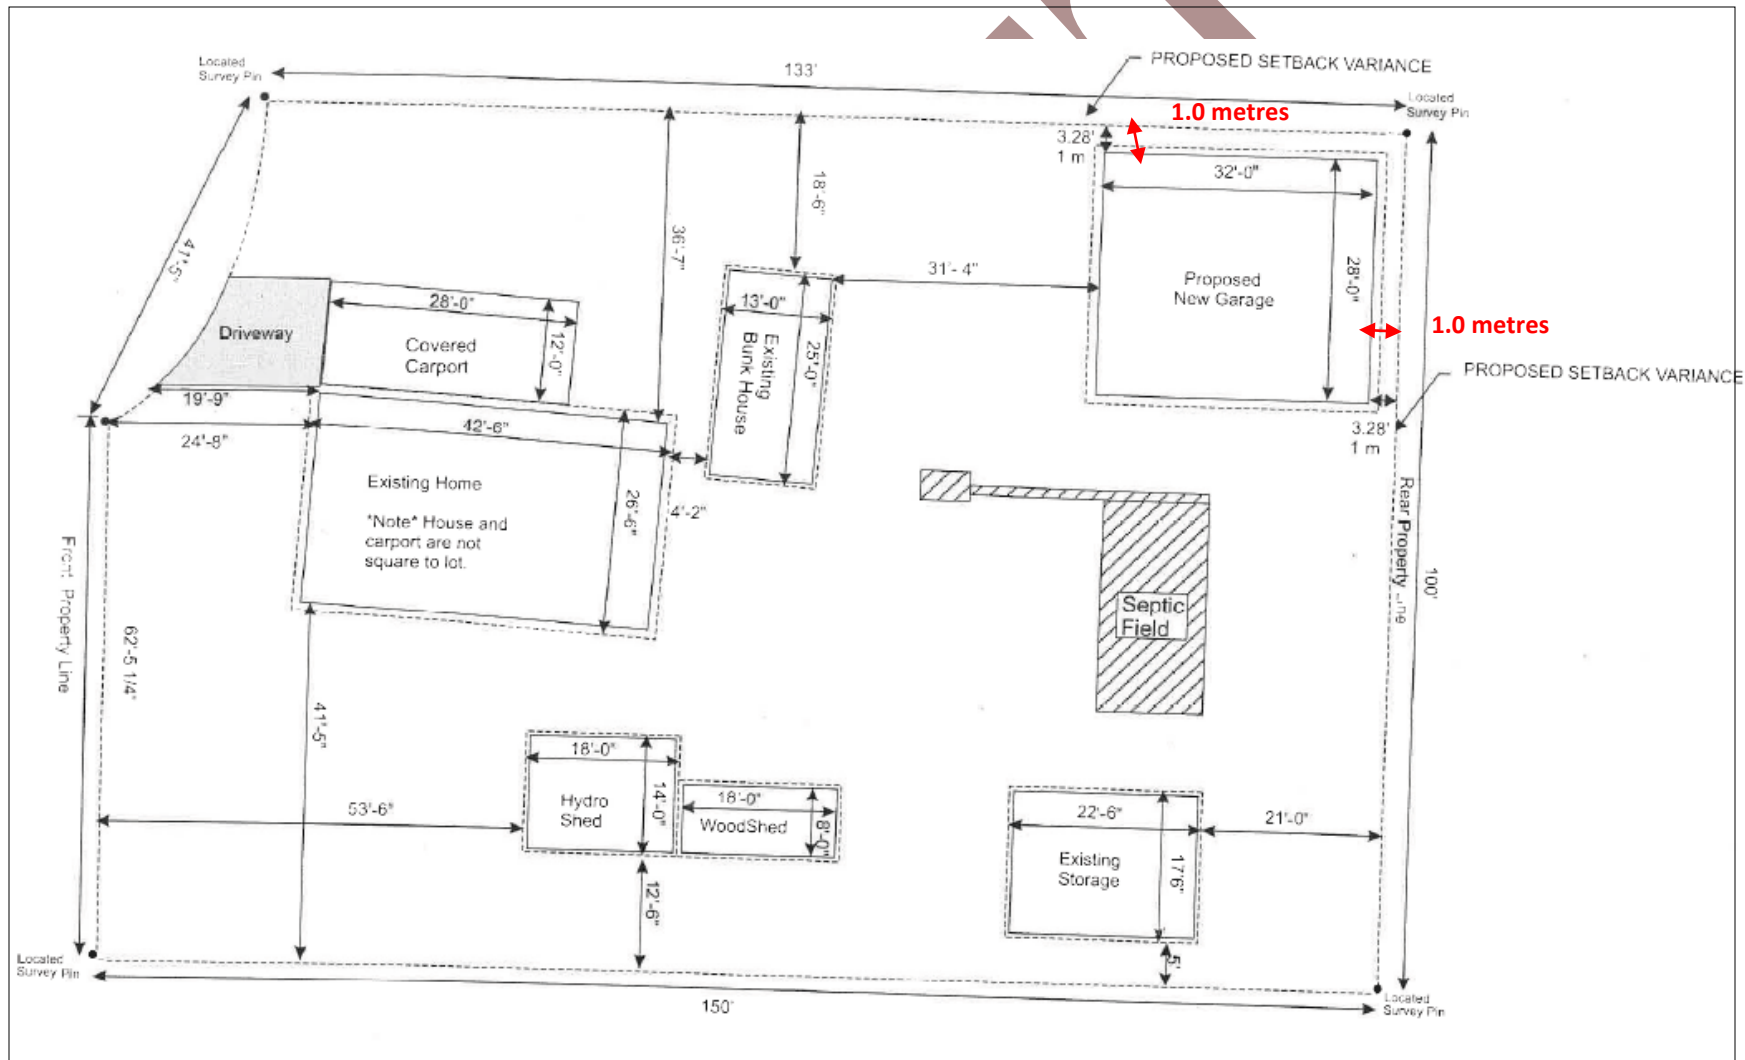 PROPOSED SETBACK VARIANCE
Located
Survey Pin
133'
Located
Survey Pin
1.0 metres
3.28'
1 m
32'-0"
18'-6"
36'-7"
41'-5"
31'-4"
Proposed
New Garage
28'-0"
28'-0"
13'-0"
Driveway
12'-0"
Covered
Carport
Existing
Bunk House
25'-0"
1.0 metres
PROPOSED SETBACK VARIANCE
19'-9"
24'-8"
42'-6"
3.28'
1 m
Existing Home
*Note* House and
carport are not
square to lot.
26'-6"
4'-2"
Rear Property Line
100'
Front Property Line
62'-5 1/4"
Septic
Field
41'-5"
18'-0"
14'-0"
Hydro
Shed
18'-0"
WoodShed
8'-0"
53'-6"
22'-6"
21'-0"
Existing
Storage
17'6"
12'-6"
5'
Located
Survey Pin
150'
Located
Survey Pin